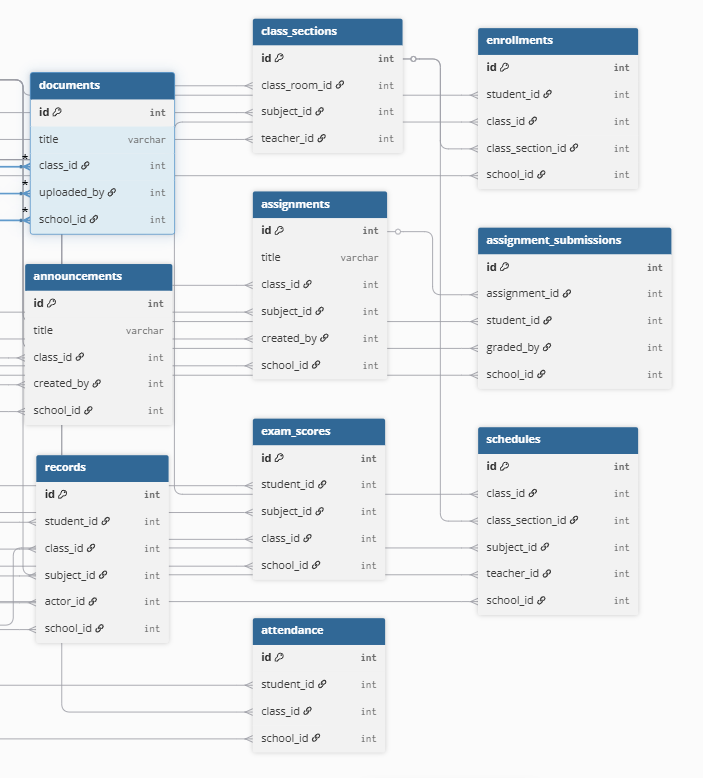 class_sections
id int
class_room_id int
subject_id int
teacher_id int
enrollments
id int
student_id int
class_id int
class_section_id int
school_id int
documents
id int
title varchar
* class_id int
* uploaded_by int
* school_id int
assignments
id int
title varchar
class_id int
subject_id int
created_by int
school_id int
assignment_submissions
id int
assignment_id int
student_id int
graded_by int
school_id int
announcements
id int
title varchar
class_id int
created_by int
school_id int
exam_scores
id int
student_id int
subject_id int
class_id int
school_id int
schedules
id int
class_id int
class_section_id int
subject_id int
teacher_id int
school_id int
records
id int
student_id int
class_id int
subject_id int
actor_id int
school_id int
attendance
id int
student_id int
class_id int
school_id int